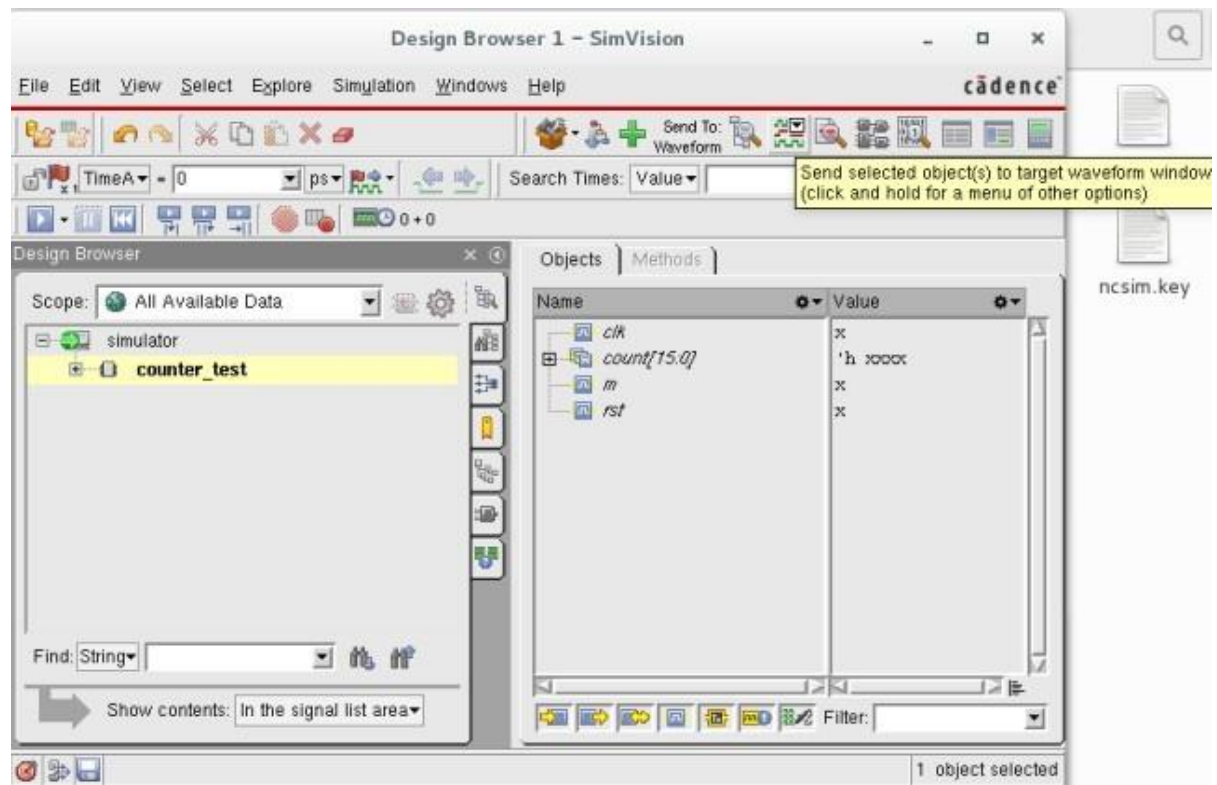 Design Browser 1 - SimVision
File Edit View Select Explore Simulation Windows Help
cādence
Send To:
Waveform
TimeA = 0 ps
Search Times: Value
Send selected object(s) to target waveform window
(click and hold for a menu of other options)
0 + 0
Design Browser
Scope: All Available Data
simulator
counter_test
Find: String
Show contents: In the signal list area
Objects Methods
Name Value
clk x
count[15.0] 'h xxxx
m x
rst x
Filter:
1 object selected
ncsim.key